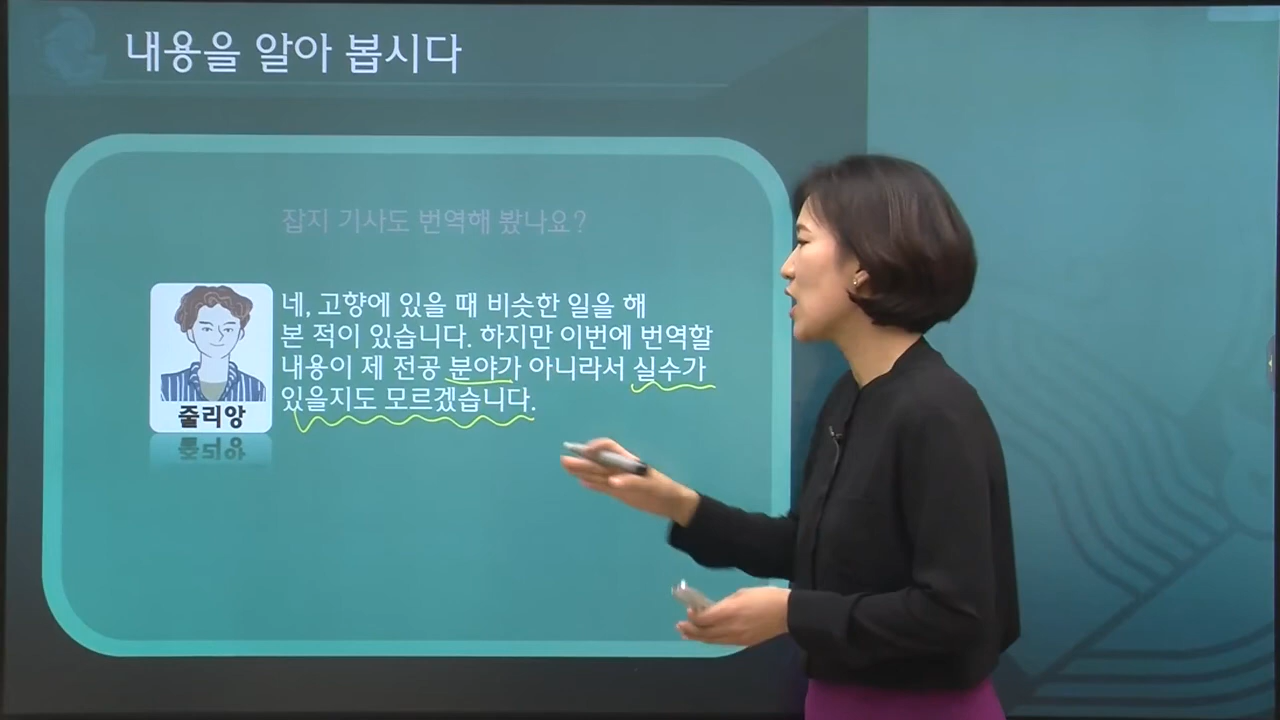 내용을 알아 봅시다
잡지 기사도 번역해 봤나요?
네, 고향에 있을 때 비슷한 일을 해
본 적이 있습니다. 하지만 이번에 번역할
내용이 제 전공 분야가 아니라서 실수가
있을지도 모르겠습니다.
줄리앙